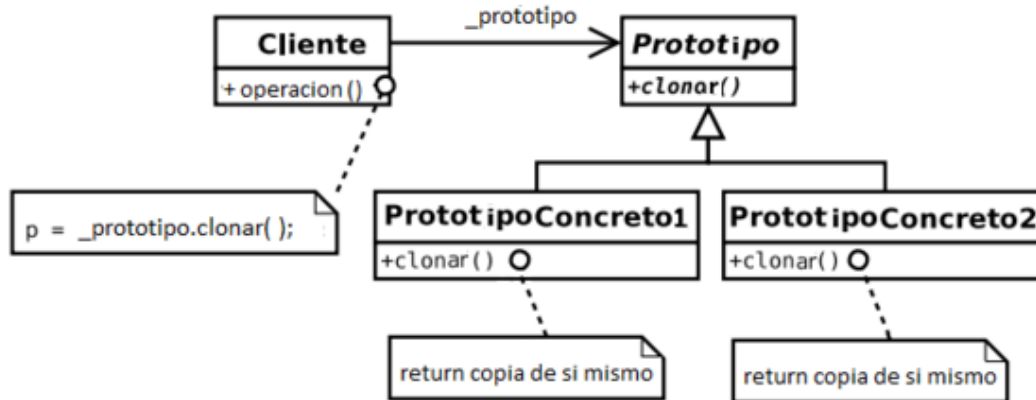 _prototipo
Cliente
+ operacion()
Prototipo
+clonar()
p = _prototipo.clonar( );
PrototipoConcreto1
+clonar()
PrototipoConcreto2
+clonar()
return copia de si mismo
return copia de si mismo